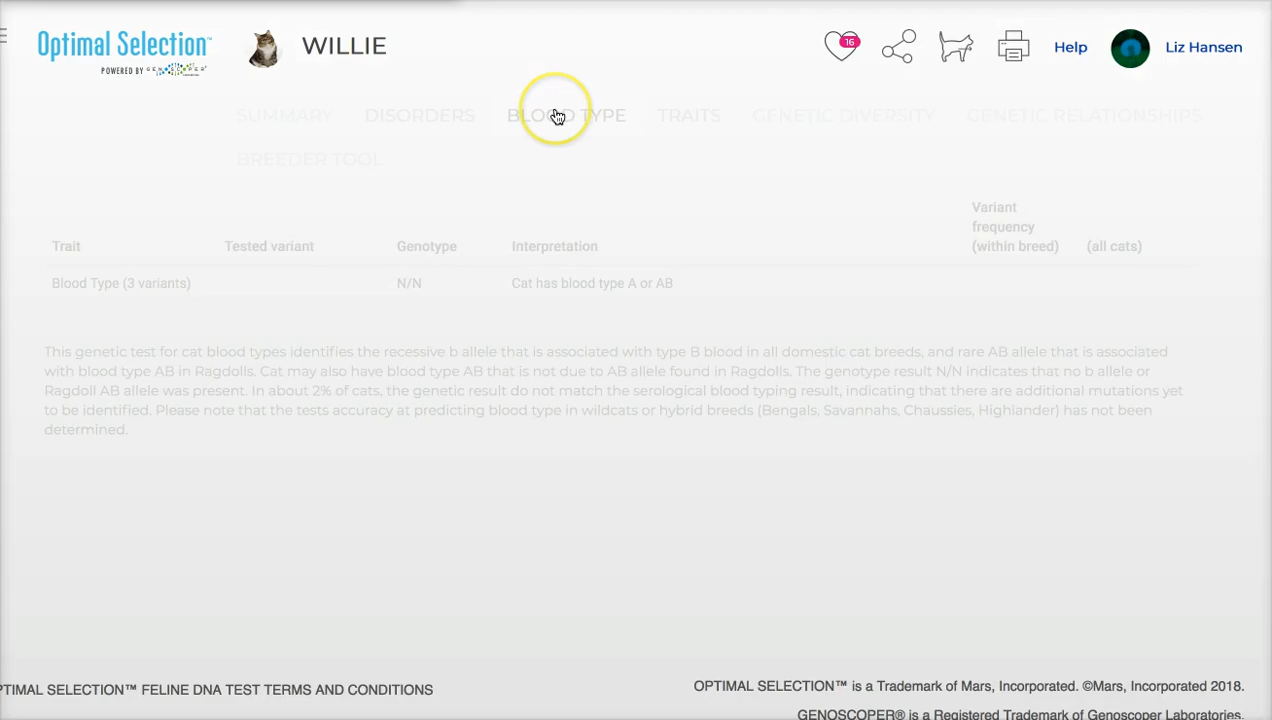 Optimal Selection™
POWERED BY GENOSCOPER
WILLIE
16
Help
Liz Hansen
SUMMARY DISORDERS BLOOD TYPE TRAITS GENETIC DIVERSITY GENETIC RELATIONSHIPS
BREEDER TOOL
Variant
frequency
Trait Tested variant Genotype Interpretation (within breed) (all cats)
Blood Type (3 variants) N/N Cat has blood type A or AB
This genetic test for cat blood types identifies the recessive b allele that is associated with type B blood in all domestic cat breeds, and rare AB allele that is associated
with blood type AB in Ragdolls. Cat may also have blood type AB that is not due to AB allele found in Ragdolls. The genotype result N/N indicates that no b allele or
Ragdoll AB allele was present. In about 2% of cats, the genetic result do not match the serological blood typing result, indicating that there are additional mutations yet
to be identified. Please note that the tests accuracy at predicting blood type in wildcats or hybrid breeds (Bengals, Savannahs, Chaussies, Highlander) has not been
determined.
PTIMAL SELECTION™ FELINE DNA TEST TERMS AND CONDITIONS
OPTIMAL SELECTION™ is a Trademark of Mars, Incorporated. ©Mars, Incorporated 2018.
GENOSCOPER® is a Registered Trademark of Genoscoper Laboratories.